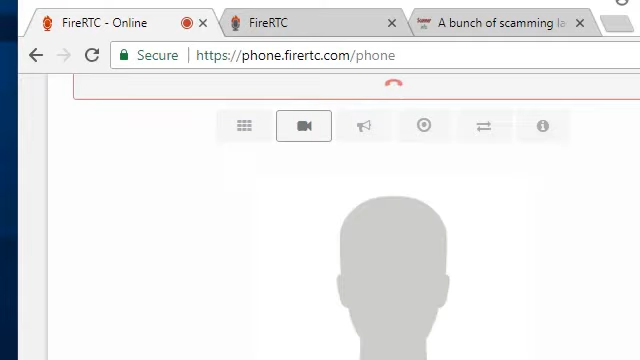 FireRTC - Online
FireRTC
A bunch of scamming la
Secure
https://phone.firertc.com/phone